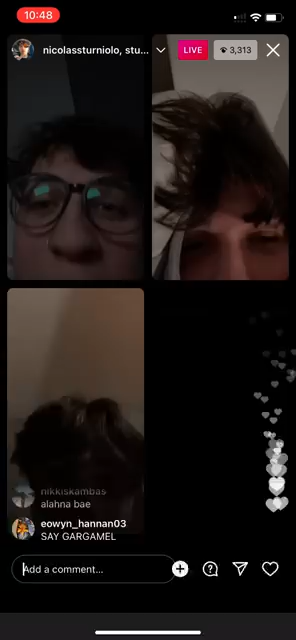 10:48
nicolassturniolo, stu...
LIVE
3,313
nikkiskambas
alahna bae
eowyn_hannan03
SAY GARGAMEL
Add a comment...